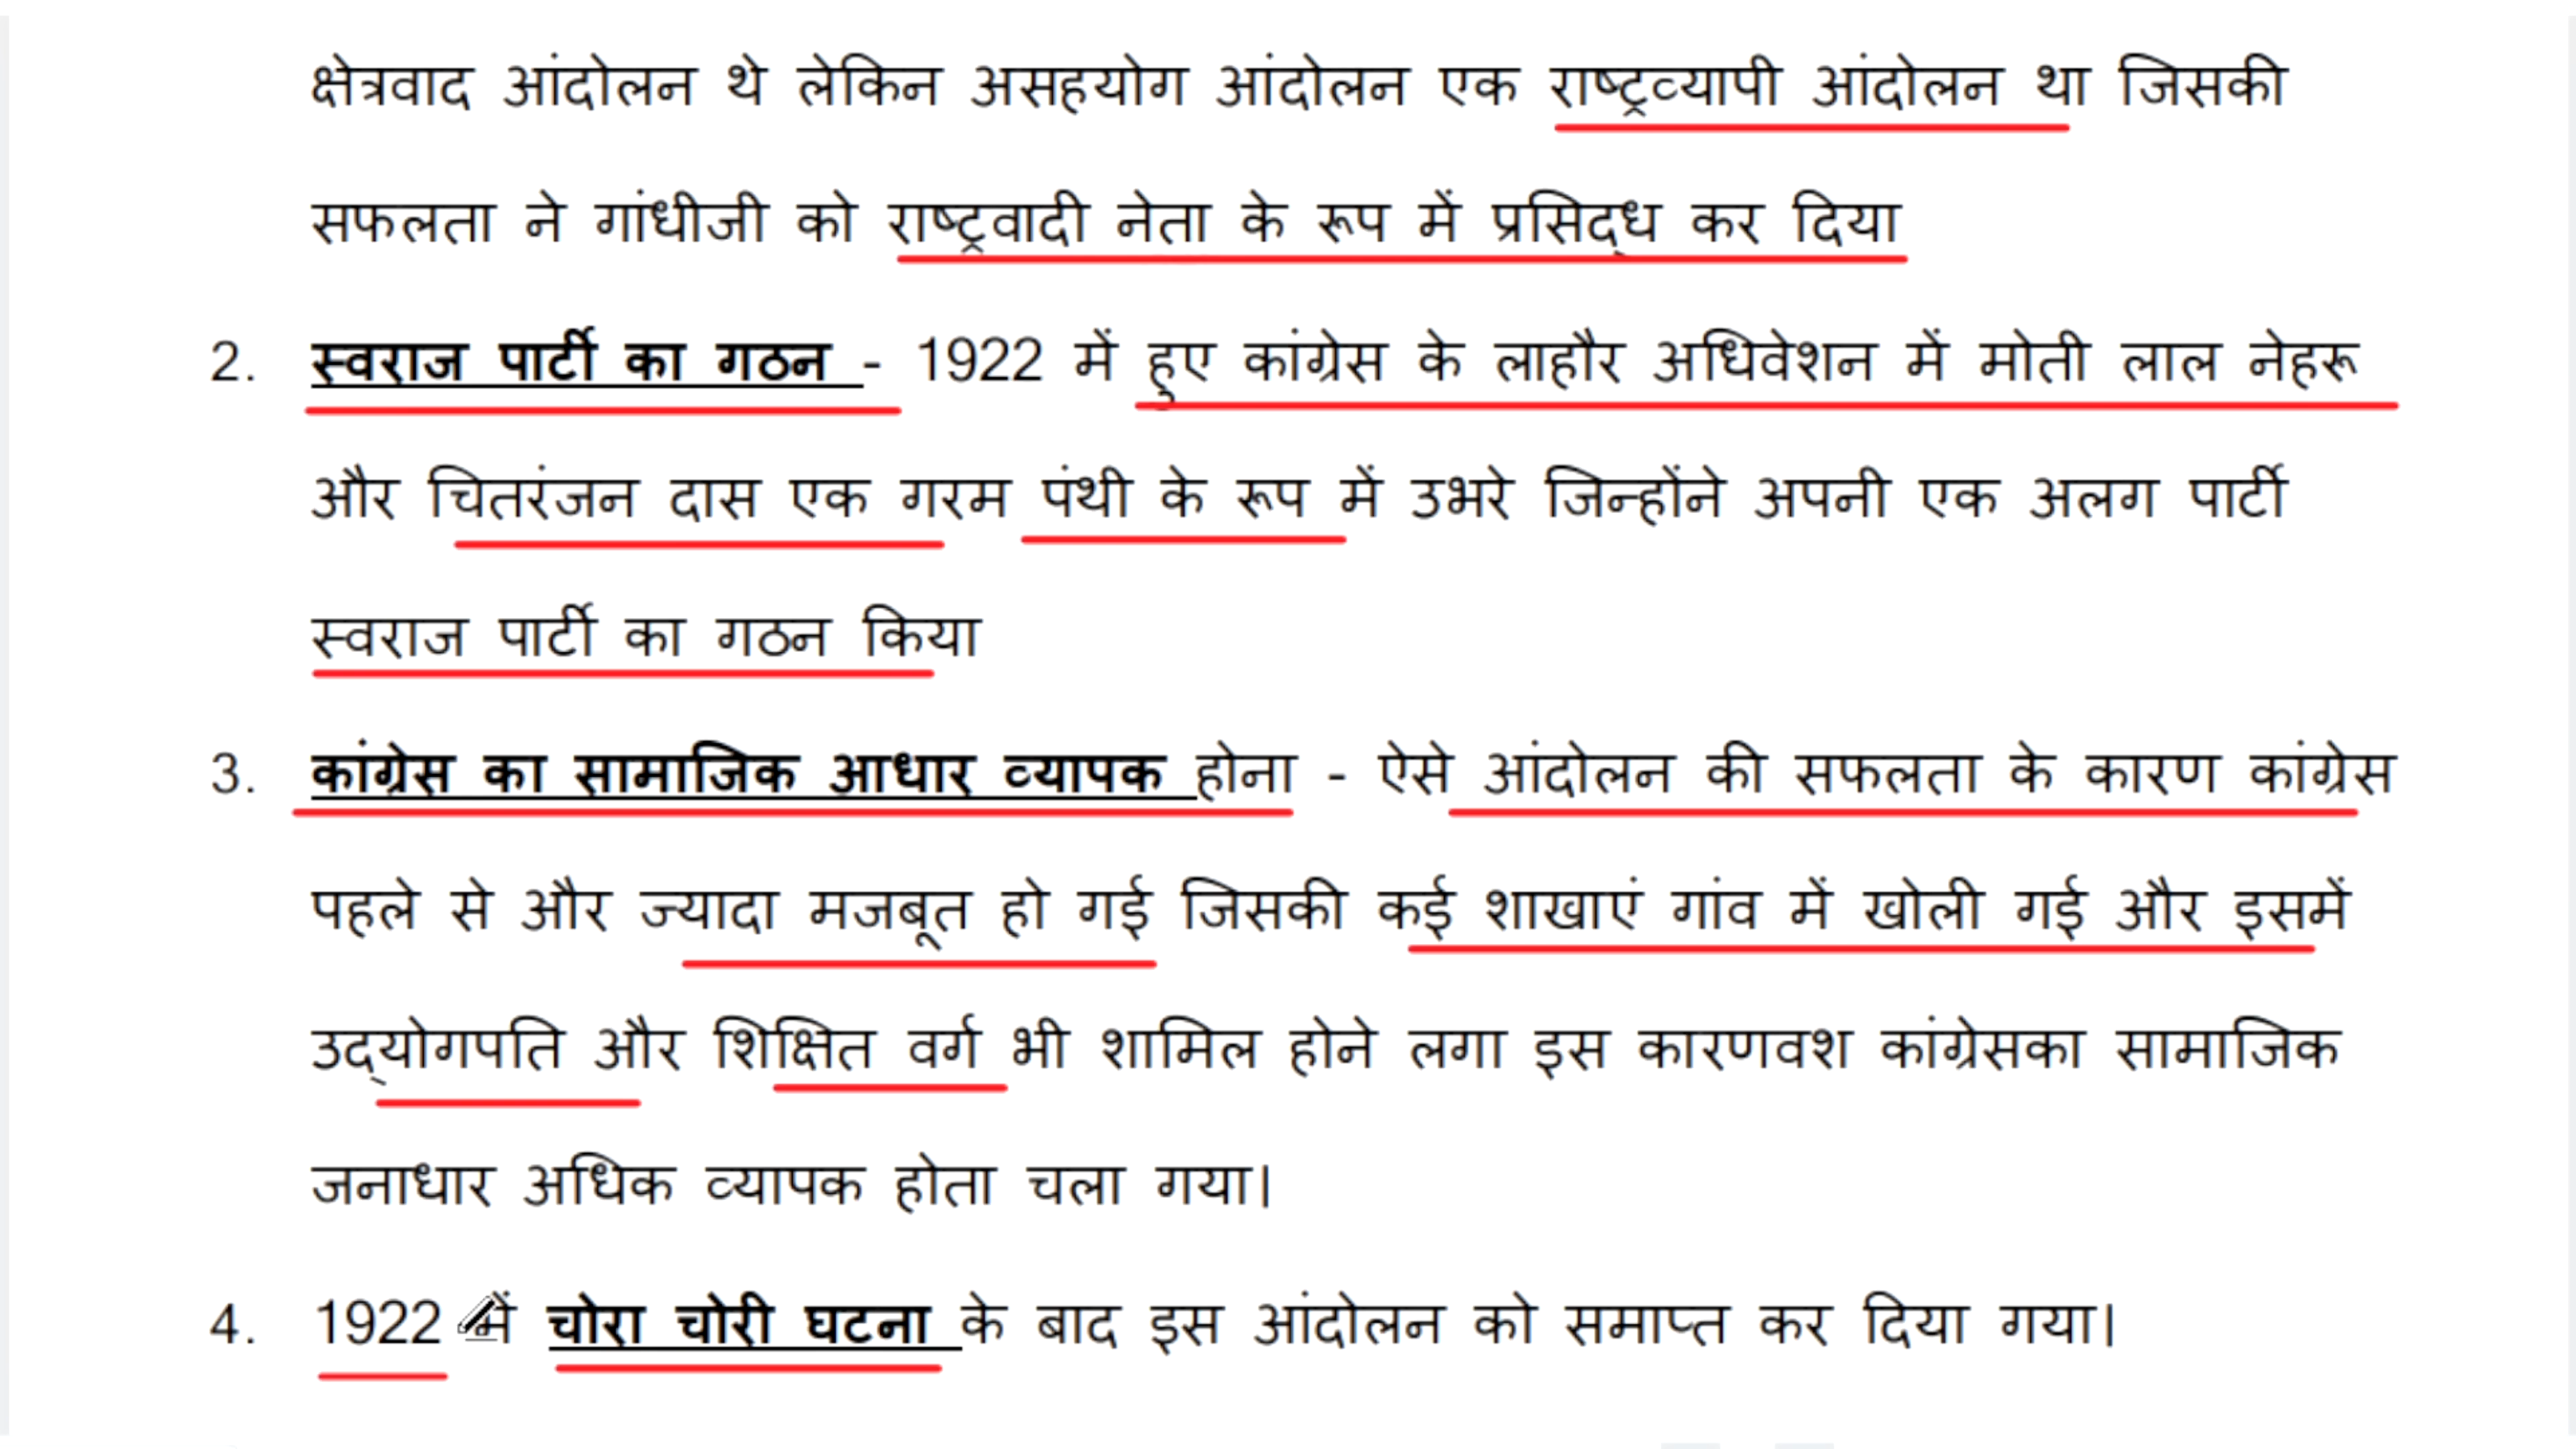 क्षेत्रवाद आंदोलन थे लेकिन असहयोग आंदोलन एक राष्ट्रव्यापी आंदोलन था जिसकी
सफलता ने गांधीजी को राष्ट्रवादी नेता के रूप में प्रसिद्ध कर दिया
2. स्वराज पार्टी का गठन - 1922 में हुए कांग्रेस के लाहौर अधिवेशन में मोती लाल नेहरू
और चितरंजन दास एक गरम पंथी के रूप में उभरे जिन्होंने अपनी एक अलग पार्टी
स्वराज पार्टी का गठन किया
3. कांग्रेस का सामाजिक आधार व्यापक होना - ऐसे आंदोलन की सफलता के कारण कांग्रेस
पहले से और ज्यादा मजबूत हो गई जिसकी कई शाखाएं गांव में खोली गई और इसमें
उद्योगपति और शिक्षित वर्ग भी शामिल होने लगा इस कारणवश कांग्रेसका सामाजिक
जनाधार अधिक व्यापक होता चला गया।
4. 1922 में चोरा चोरी घटना के बाद इस आंदोलन को समाप्त कर दिया गया।